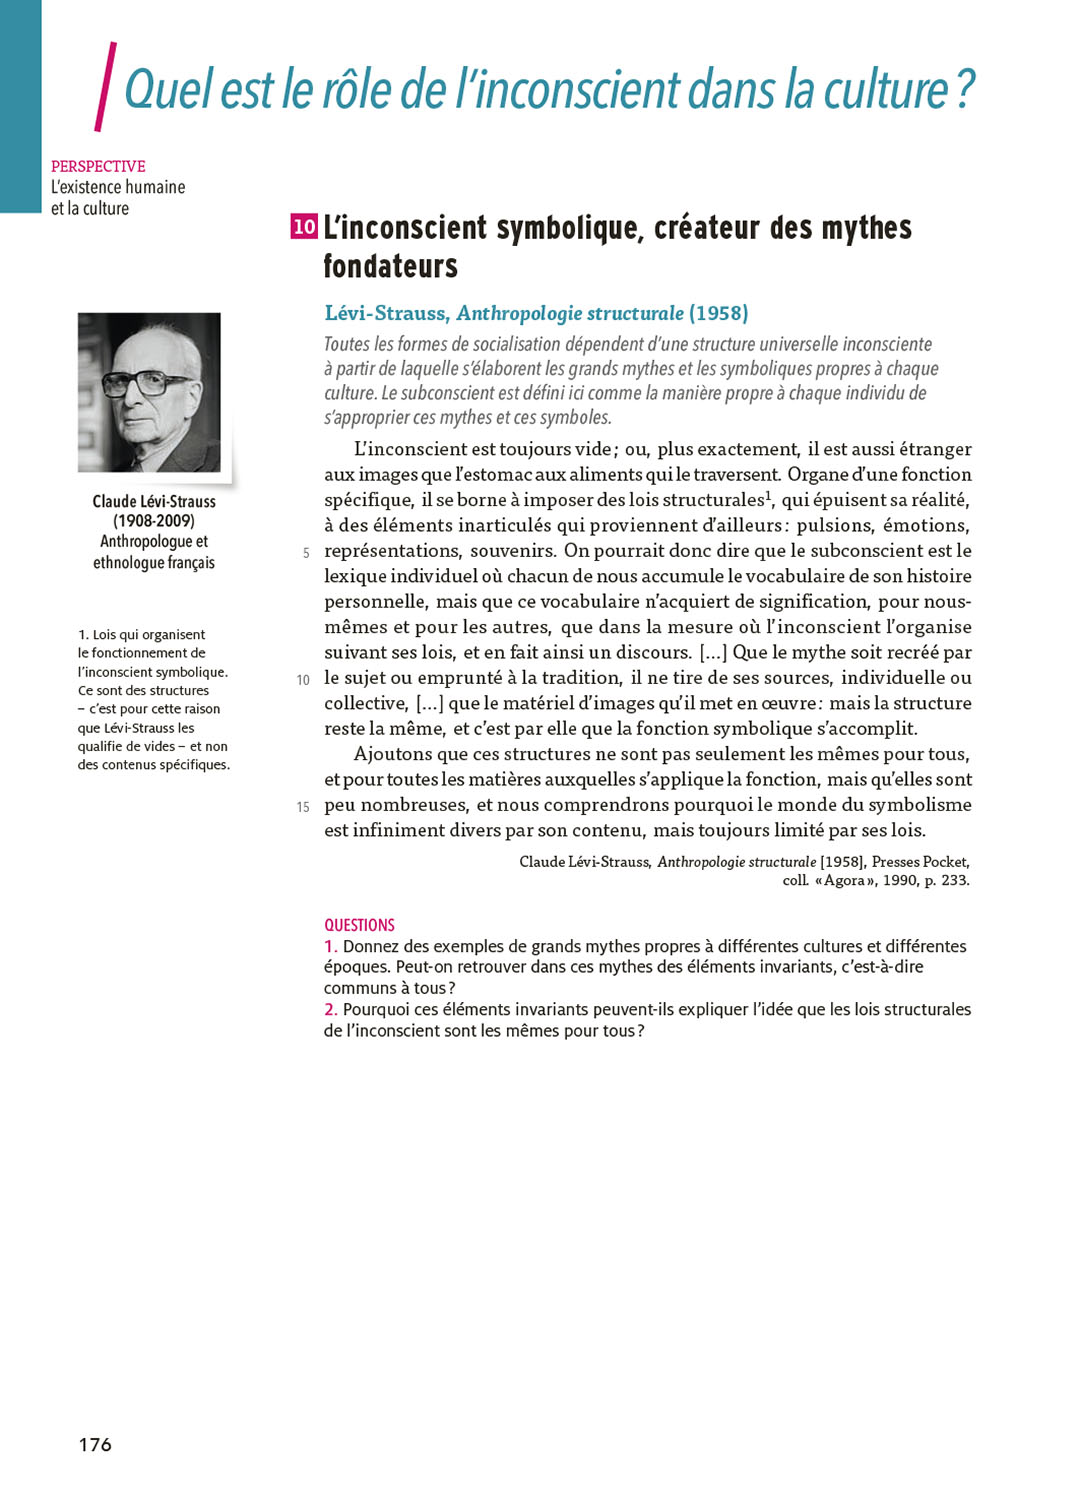 Quel est le rôle de l’inconscient dans la culture ?
PERSPECTIVE
L’existence humaine
et la culture
10 L’inconscient symbolique, créateur des mythes
fondateurs
Lévi-Strauss, Anthropologie structurale (1958)
Toutes les formes de socialisation dépendent d’une structure universelle inconsciente
à partir de laquelle s’élaborent les grands mythes et les symboliques propres à chaque
culture. Le subconscient est défini ici comme la manière propre à chaque individu de
s’approprier ces mythes et ces symboles.
Claude Lévi-Strauss
(1908-2009)
Anthropologue et
ethnologue français
1. Lois qui organisent
le fonctionnement de
l’inconscient symbolique.
Ce sont des structures
– c’est pour cette raison
que Lévi-Strauss les
qualifie de vides – et non
des contenus spécifiques.
L’inconscient est toujours vide ; ou, plus exactement, il est aussi étranger
aux images que l’estomac aux aliments qui le traversent. Organe d’une fonction
spécifique, il se borne à imposer des lois structurales¹, qui épuisent sa réalité,
à des éléments inarticulés qui proviennent d’ailleurs : pulsions, émotions,
5 représentations, souvenirs. On pourrait donc dire que le subconscient est le
lexique individuel où chacun de nous accumule le vocabulaire de son histoire
personnelle, mais que ce vocabulaire n’acquiert de signification, pour nous-
mêmes et pour les autres, que dans la mesure où l’inconscient l’organise
suivant ses lois, et en fait ainsi un discours. [...] Que le mythe soit recréé par
10 le sujet ou emprunté à la tradition, il ne tire de ses sources, individuelle ou
collective, [...] que le matériel d’images qu’il met en œuvre : mais la structure
reste la même, et c’est par elle que la fonction symbolique s’accomplit.
Ajoutons que ces structures ne sont pas seulement les mêmes pour tous,
et pour toutes les matières auxquelles s’applique la fonction, mais qu’elles sont
15 peu nombreuses, et nous comprendrons pourquoi le monde du symbolisme
est infiniment divers par son contenu, mais toujours limité par ses lois.
Claude Lévi-Strauss, Anthropologie structurale [1958], Presses Pocket,
coll. « Agora », 1990, p. 233.
QUESTIONS
1. Donnez des exemples de grands mythes propres à différentes cultures et différentes
époques. Peut-on retrouver dans ces mythes des éléments invariants, c’est-à-dire
communs à tous ?
2. Pourquoi ces éléments invariants peuvent-ils expliquer l’idée que les lois structurales
de l’inconscient sont les mêmes pour tous ?
176